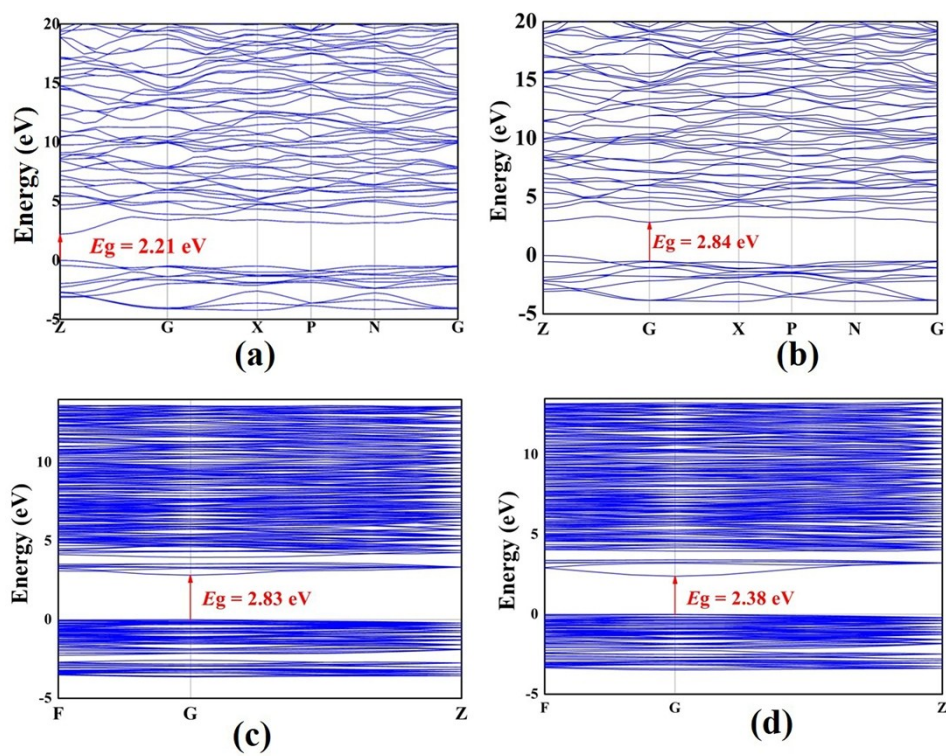 20
15
10
5
0
-5
Energy (eV)
Eg = 2.21 eV
Z G X P N G
(a)
20
15
10
5
0
-5
Energy (eV)
Eg = 2.84 eV
Z G X P N G
(b)
10
5
0
-5
Energy (eV)
Eg = 2.83 eV
F G Z
(c)
10
5
0
-5
Energy (eV)
Eg = 2.38 eV
F G Z
(d)